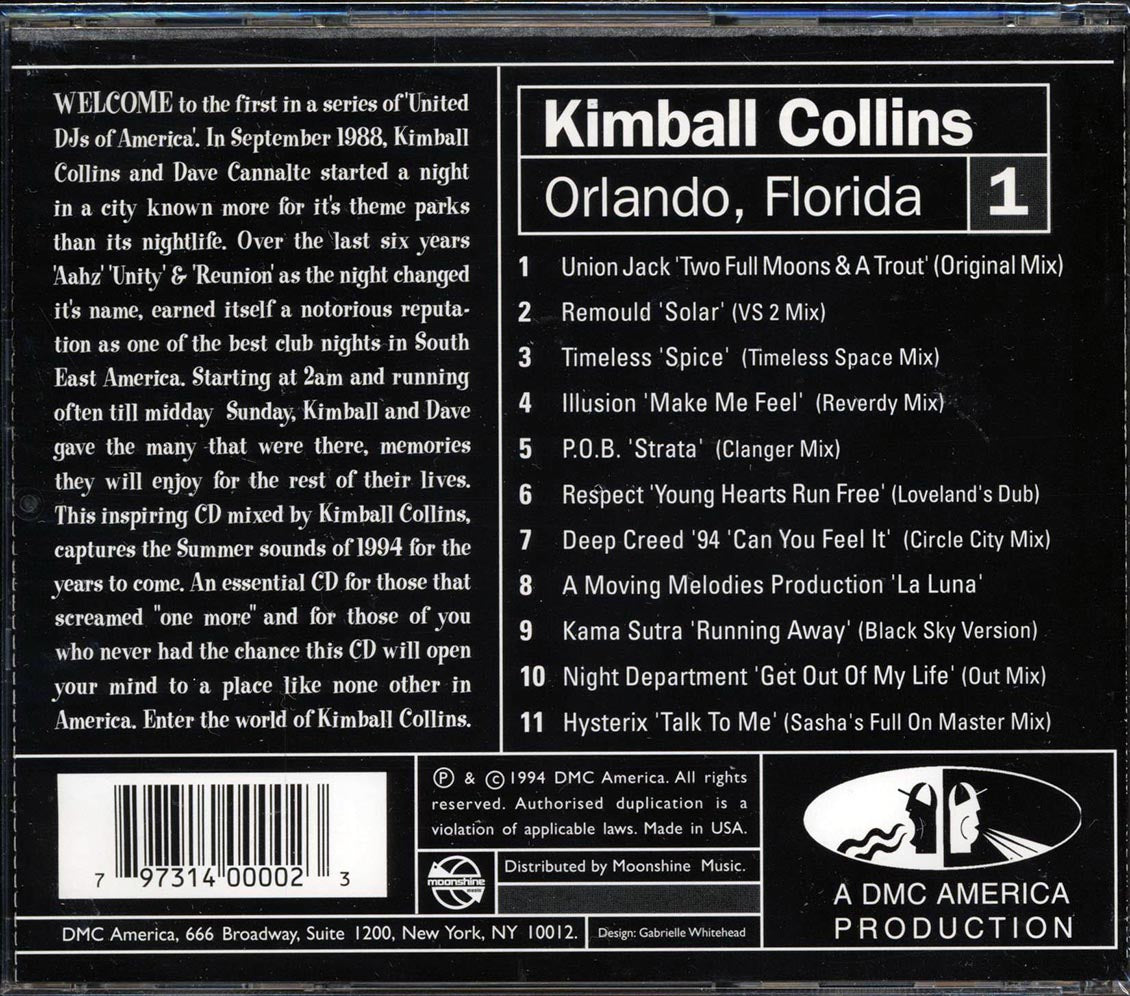 WELCOME to the first in a series of 'United
DJs of America'. In September 1988, Kimball
Collins and Dave Cannalte started a night
in a city known more for it's theme parks
than its nightlife. Over the last six years
'Aahz' 'Unity' & 'Reunion' as the night changed
it's name, earned itself a notorious reputa-
tion as one of the best club nights in South
East America. Starting at 2am and running
often till midday Sunday, Kimball and Dave
gave the many that were there, memories
they will enjoy for the rest of their lives.
This inspiring CD mixed by Kimball Collins,
captures the Summer sounds of 1994 for the
years to come. An essential CD for those that
screamed "one more" and for those of you
who never had the chance this CD will open
your mind to a place like none other in
America. Enter the world of Kimball Collins.
Kimball Collins
Orlando, Florida 1
1 Union Jack 'Two Full Moons & A Trout' (Original Mix)
2 Remould 'Solar' (VS 2 Mix)
3 Timeless 'Spice' (Timeless Space Mix)
4 Illusion 'Make Me Feel' (Reverdy Mix)
5 P.O.B. 'Strata' (Clanger Mix)
6 Respect 'Young Hearts Run Free' (Loveland's Dub)
7 Deep Creed '94 'Can You Feel It' (Circle City Mix)
8 A Moving Melodies Production 'La Luna'
9 Kama Sutra 'Running Away' (Black Sky Version)
10 Night Department 'Get Out Of My Life' (Out Mix)
11 Hysterix 'Talk To Me' (Sasha's Full On Master Mix)
7 97314 00002 3
℗ & © 1994 DMC America. All rights
reserved. Authorised duplication is a
violation of applicable laws. Made in USA.
moonshine
music
Distributed by Moonshine Music.
DMC America, 666 Broadway, Suite 1200, New York, NY 10012.
Design: Gabrielle Whitehead
A DMC AMERICA
PRODUCTION